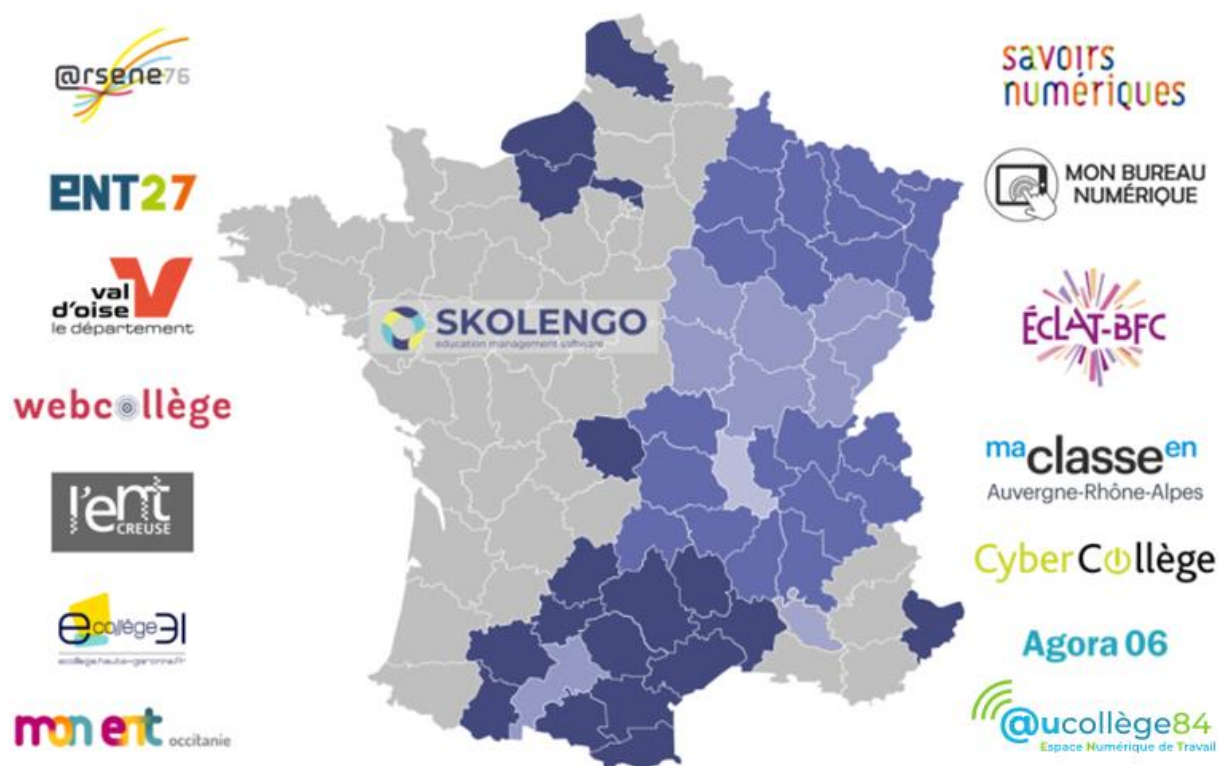 @rsene76
ENT27
val
d'oise
le département
webcollège
l'ent
CREUSE
ecollège31
ecollege.haute-garonne.fr
mon ent occitanie
SKOLENGO
education management software
savoirs
numériques
MON BUREAU
NUMÉRIQUE
ÉCLAT-BFC
ma classe en
Auvergne-Rhône-Alpes
CyberCollège
Agora 06
@ucollège84
Espace Numérique de Travail